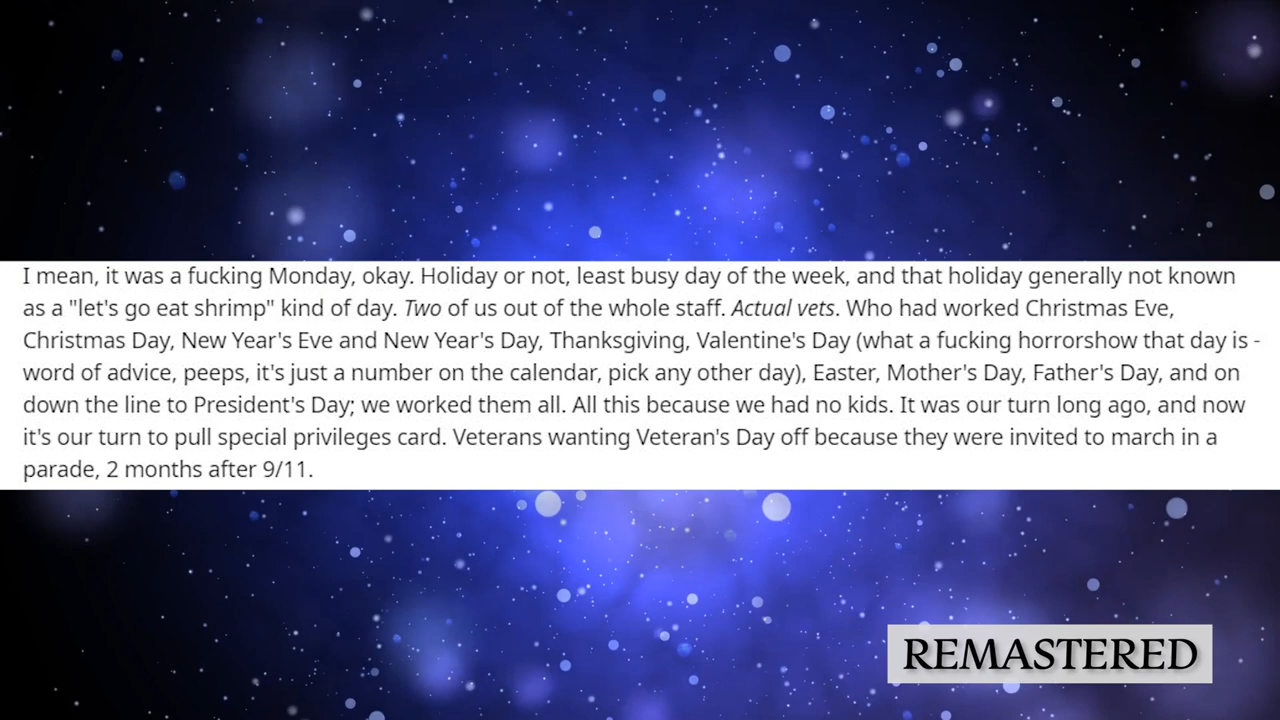 I mean, it was a fucking Monday, okay. Holiday or not, least busy day of the week, and that holiday generally not known
as a "let's go eat shrimp" kind of day. Two of us out of the whole staff. Actual vets. Who had worked Christmas Eve,
Christmas Day, New Year's Eve and New Year's Day, Thanksgiving, Valentine's Day (what a fucking horrorshow that day is -
word of advice, peeps, it's just a number on the calendar, pick any other day), Easter, Mother's Day, Father's Day, and on
down the line to President's Day; we worked them all. All this because we had no kids. It was our turn long ago, and now
it's our turn to pull special privileges card. Veterans wanting Veteran's Day off because they were invited to march in a
parade, 2 months after 9/11.
REMASTERED